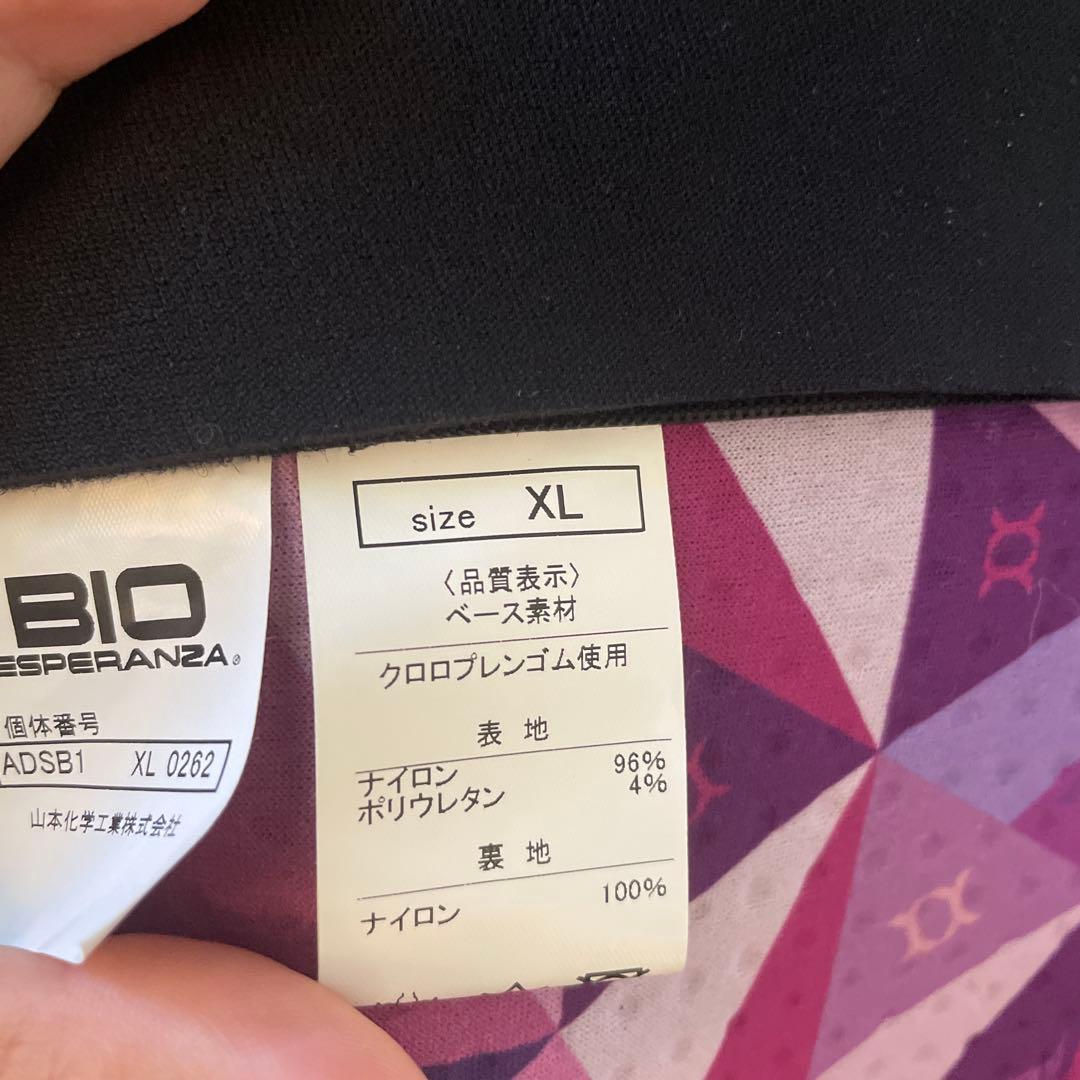 BIO
ESPERANZA®
個体番号
ADSB1 XL 0262
山本化学工業株式会社
size XL
〈品質表示〉
ベース素材
クロロプレンゴム使用
表 地
ナイロン 96%
ポリウレタン 4%
裏 地
ナイロン 100%